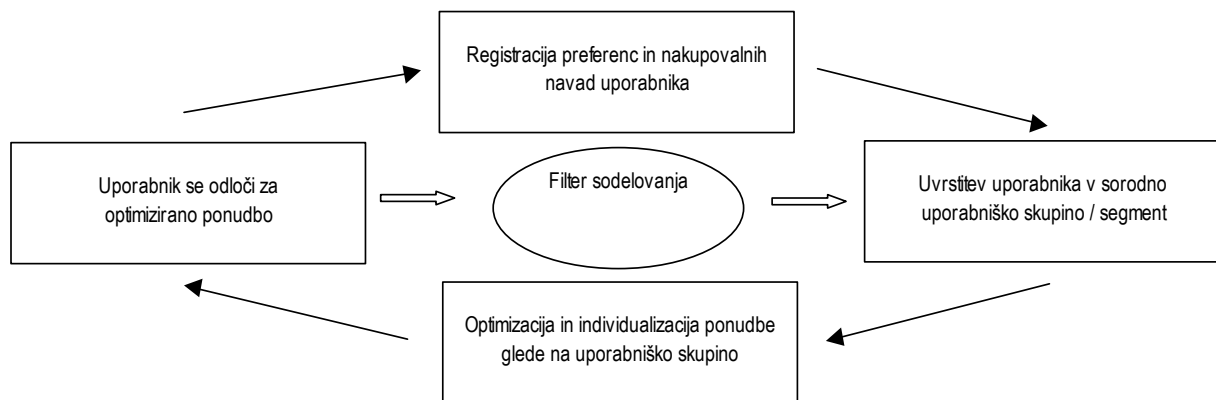 Registracija preferenc in nakupovalnih
navad uporabnika
Uporabnik se odloči za
optimizirano ponudbo
Filter sodelovanja
Uvrstitev uporabnika v sorodno
uporabniško skupino / segment
Optimizacija in individualizacija ponudbe
glede na uporabniško skupino